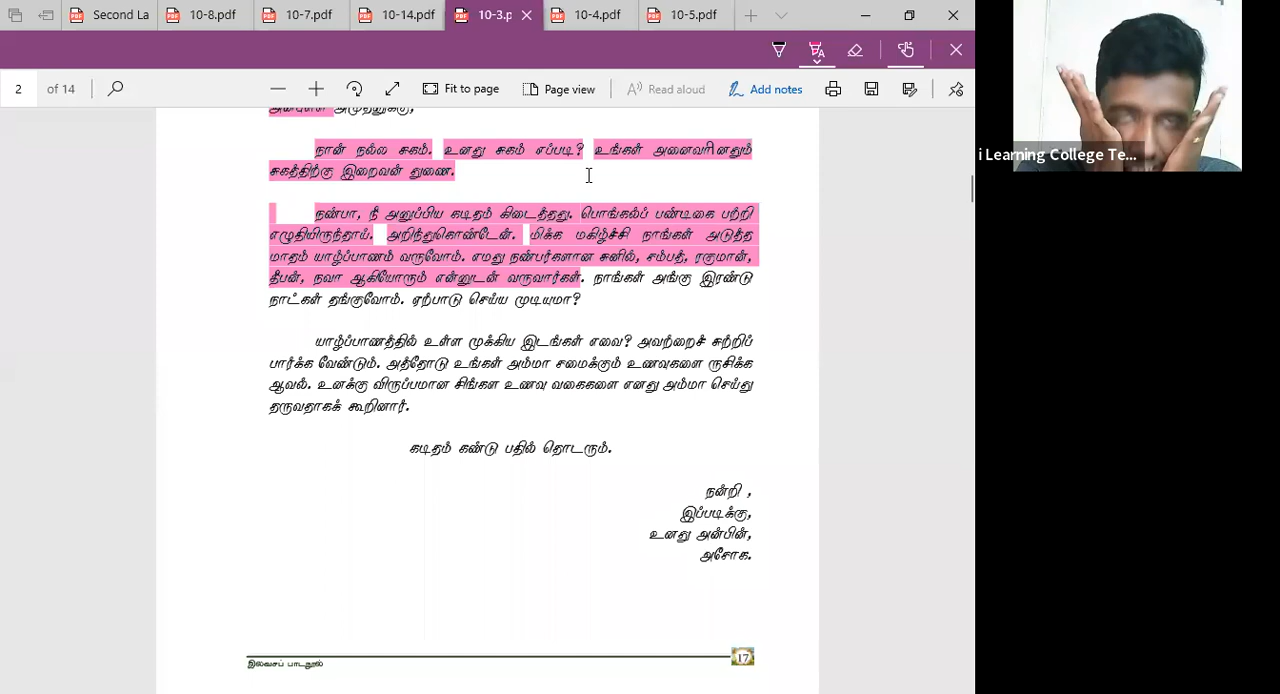 Second La
10-8.pdf
10-7.pdf
10-14.pdf
10-3.p
10-4.pdf
10-5.pdf
2 of 14
Fit to page
Page view
Read aloud
Add notes
அன்புள்ள அமுதனுக்கு,
நான் நல்ல சுகம். உனது சுகம் எப்படி? உங்கள் அனைவரினதும்
சுகத்திற்கு இறைவன் துணை.
நண்பா, நீ அனுப்பிய கடிதம் கிடைத்தது. பொங்கல்ப் பண்டிகை பற்றி
எழுதியிருந்தாய். அறிந்துகொண்டேன். மிக்க மகிழ்ச்சி நாங்கள் அடுத்த
மாதம் யாழ்ப்பாணம் வருவோம். எமது நண்பர்களான சுனில், சம்பத், ரகுமான்,
தீபன், நவா ஆகியோரும் என்னுடன் வருவார்கள். நாங்கள் அங்கு இரண்டு
நாட்கள் தங்குவோம். ஏற்பாடு செய்ய முடியுமா?
யாழ்ப்பாணத்தில் உள்ள முக்கிய இடங்கள் எவை? அவற்றைச் சுற்றிப்
பார்க்க வேண்டும். அத்தோடு உங்கள் அம்மா சமைக்கும் உணவுகளை ருசிக்க
ஆவல். உனக்கு விருப்பமான சிங்கள உணவு வகைகளை எனது அம்மா செய்து
தருவதாகக் கூறினார்.
கடிதம் கண்டு பதில் தொடரும்.
நன்றி ,
இப்படிக்கு,
உனது அன்பின்,
அசோக.
இலவசப் பாடநூல்
17
i Learning College Te...